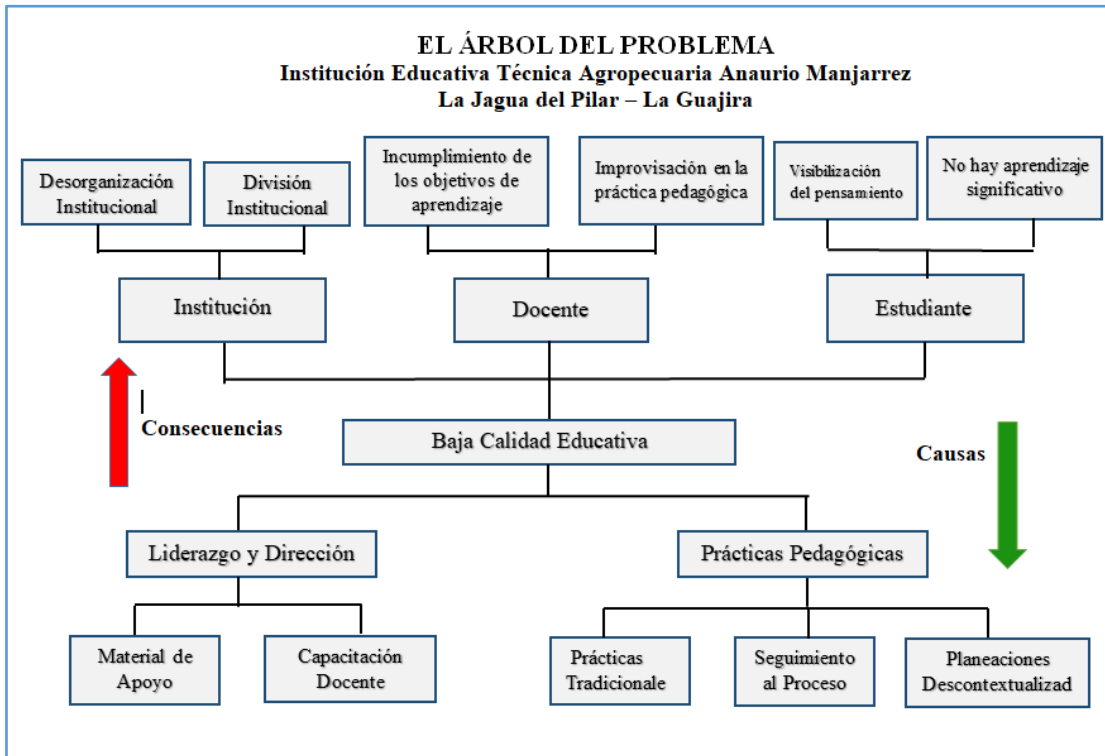 EL ÁRBOL DEL PROBLEMA
Institución Educativa Técnica Agropecuaria Anaurio Manjarrez
La Jagua del Pilar – La Guajira
Desorganización
Institucional
División
Institucional
Incumplimiento de
los objetivos de
aprendizaje
Improvisación en la
práctica pedagógica
Visibilización
del pensamiento
No hay aprendizaje
significativo
Institución
Docente
Estudiante
Consecuencias
Baja Calidad Educativa
Causas
Liderazgo y Dirección
Prácticas Pedagógicas
Material de
Apoyo
Capacitación
Docente
Prácticas
Tradicionale
Seguimiento
al Proceso
Planeaciones
Descontextualizad